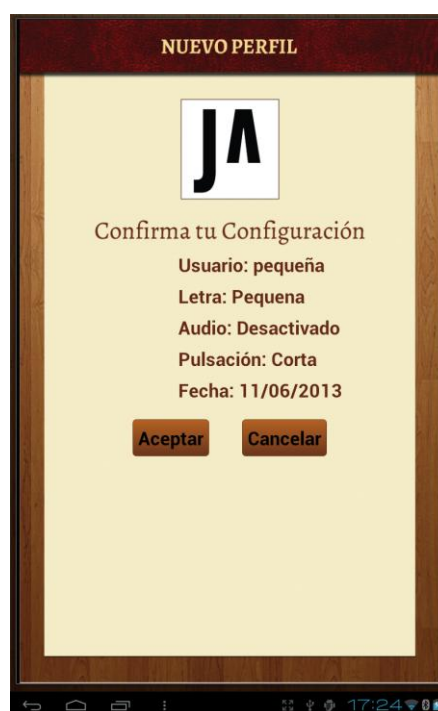 NUEVO PERFIL
JA
Confirma tu Configuración
Usuario: pequeña
Letra: Pequena
Audio: Desactivado
Pulsación: Corta
Fecha: 11/06/2013
Aceptar Cancelar
17:24